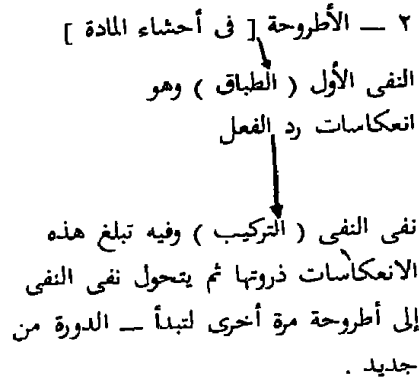 ٢ — الأطروحة [ فى أحشاء المادة ]
النفى الأول ( الطباق ) وهو
انعكاسات رد الفعل
نفى النفى ( التركيب ) وفيه تبلغ هذه
الانعكاسات ذروتها ثم يتحول نفى النفى
إلى أطروحة مرة أخرى لتبدأ — الدورة من
جديد .